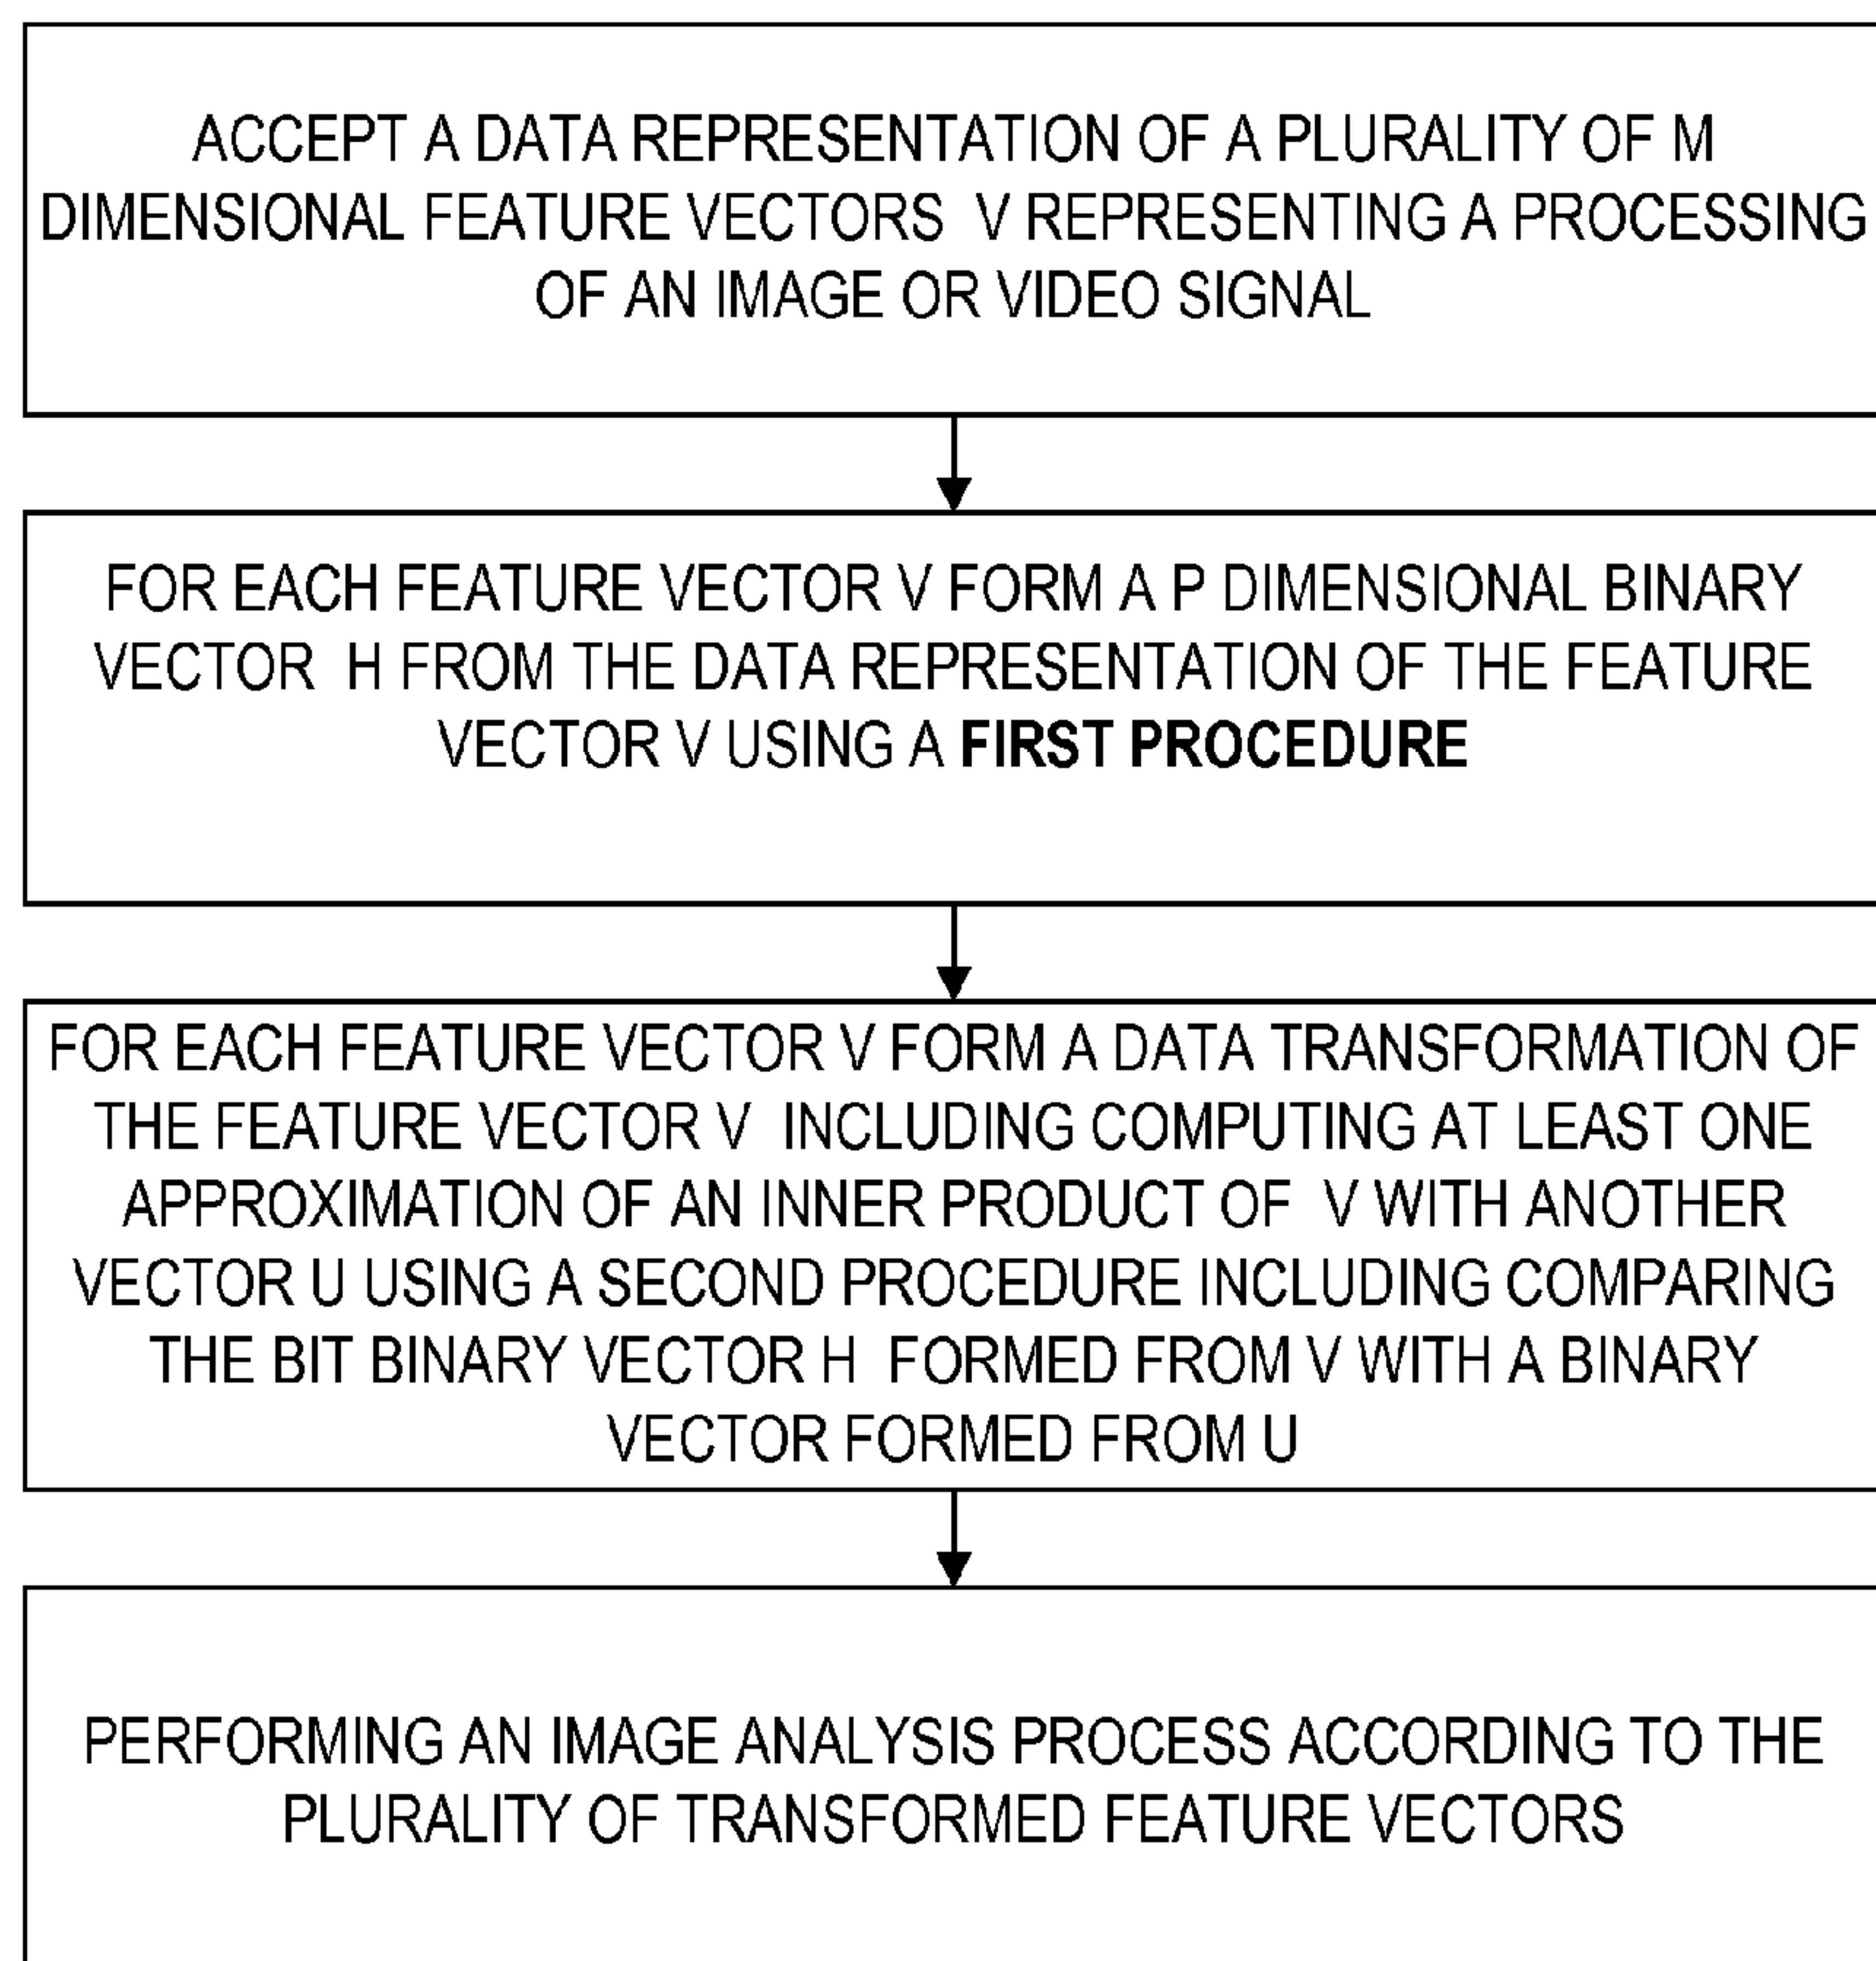 ACCEPT A DATA REPRESENTATION OF A PLURALITY OF M
DIMENSIONAL FEATURE VECTORS V REPRESENTING A PROCESSING
OF AN IMAGE OR VIDEO SIGNAL
FOR EACH FEATURE VECTOR V FORM A P DIMENSIONAL BINARY
VECTOR H FROM THE DATA REPRESENTATION OF THE FEATURE
VECTOR V USING A FIRST PROCEDURE
FOR EACH FEATURE VECTOR V FORM A DATA TRANSFORMATION OF
THE FEATURE VECTOR V INCLUDING COMPUTING AT LEAST ONE
APPROXIMATION OF AN INNER PRODUCT OF V WITH ANOTHER
VECTOR U USING A SECOND PROCEDURE INCLUDING COMPARING
THE BIT BINARY VECTOR H FORMED FROM V WITH A BINARY
VECTOR FORMED FROM U
PERFORMING AN IMAGE ANALYSIS PROCESS ACCORDING TO THE
PLURALITY OF TRANSFORMED FEATURE VECTORS